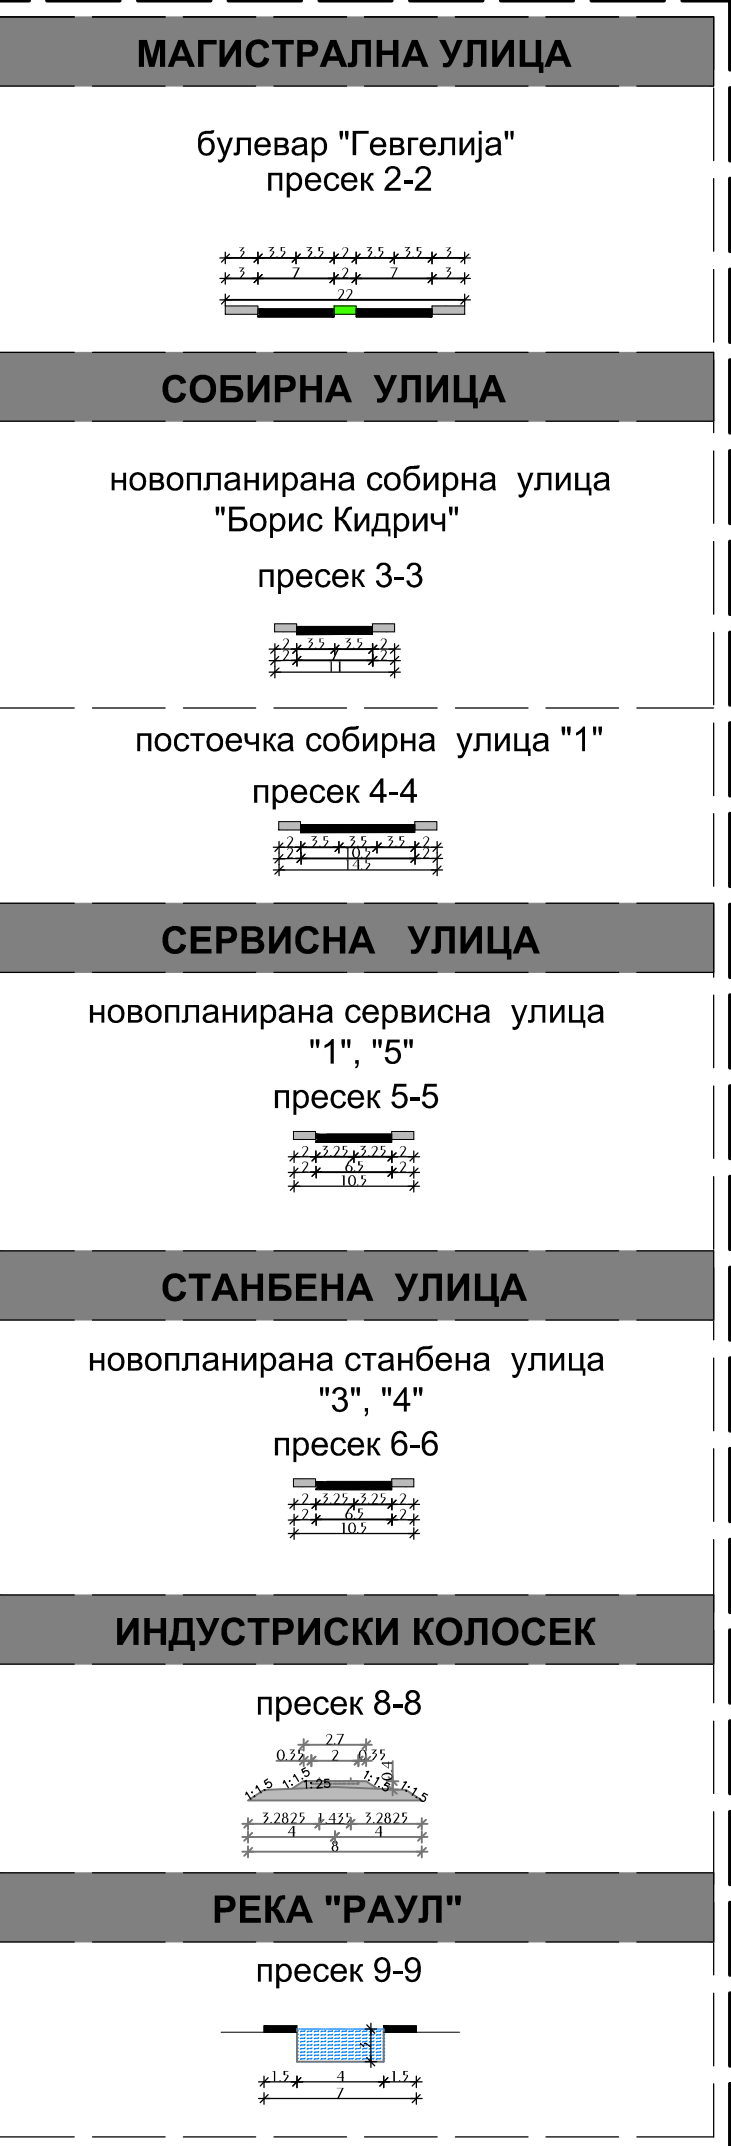 МАГИСТРАЛНА УЛИЦА
булевар "Гевгелија"
пресек 2-2
3 3.5 3.5 2 3.5 3.5 3
3 7 2 7 3
22
СОБИРНА УЛИЦА
новопланирана собирна улица
"Борис Кидрич"
пресек 3-3
2 3.5 3.5 2
2 7 2
11
постоечка собирна улица "1"
пресек 4-4
2 3.5 3.5 3.5 2
2 10.5 2
14.5
СЕРВИСНА УЛИЦА
новопланирана сервисна улица
"1", "5"
пресек 5-5
2 3.25 3.25 2
2 6.5 2
10.5
СТАНБЕНА УЛИЦА
новопланирана станбена улица
"3", "4"
пресек 6-6
2 3.25 3.25 2
2 6.5 2
10.5
ИНДУСТРИСКИ КОЛОСЕК
пресек 8-8
2.7
0.35 2 0.35
0.4
1:1.5 1:1.5 1:25 1:1.5 1:1.5
3.2825 1.435 3.2825
4 4
8
РЕКА "РАУЛ"
пресек 9-9
3
1.5 4 1.5
7